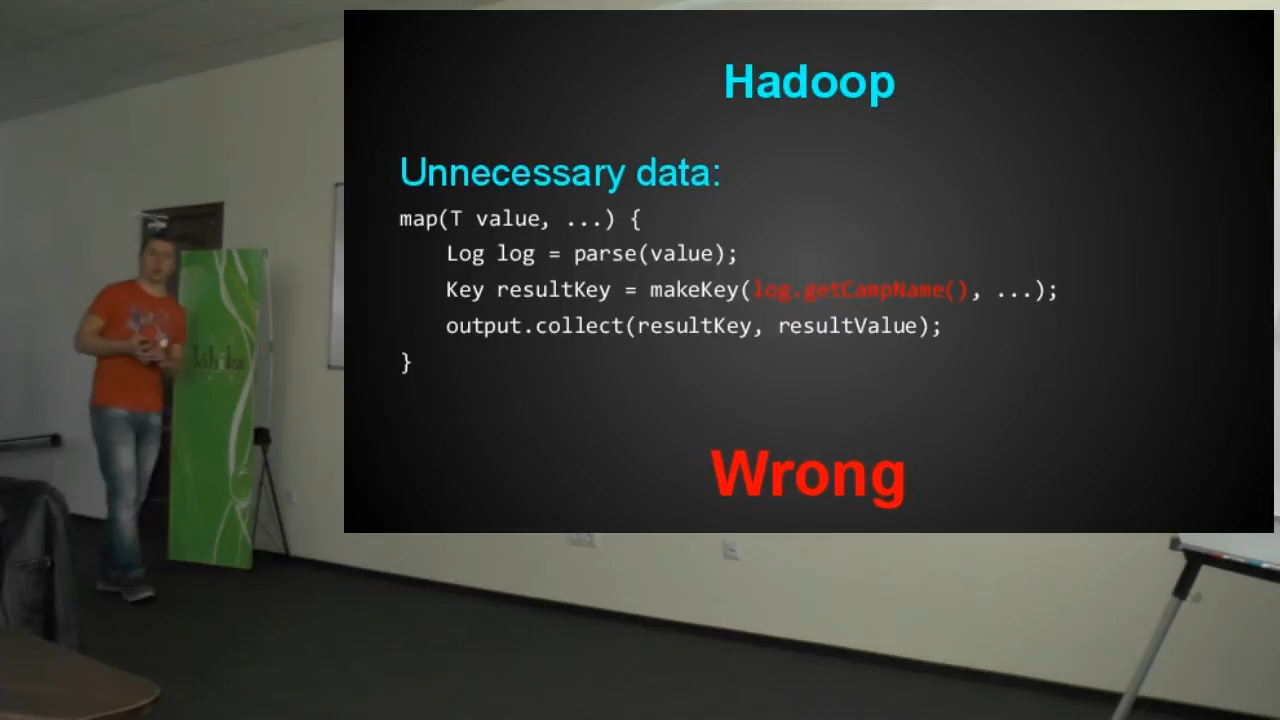 Hadoop
Unnecessary data:
map(T value, ...) {
Log log = parse(value);
Key resultKey = makeKey(log.getCampName(), ...);
output.collect(resultKey, resultValue);
}
Wrong